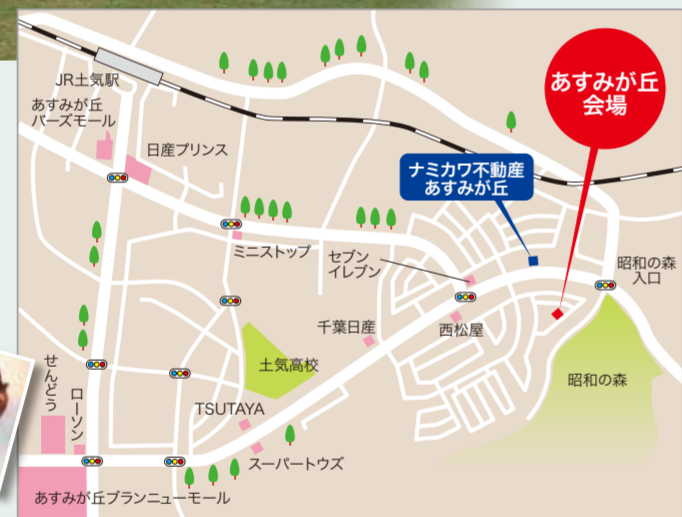 JR土気駅
あすみが丘
バーズモール
日産プリンス
あすみが丘
会場
ナミカワ不動産
あすみが丘
ミニストップ
セブン
イレブン
昭和の森
入口
千葉日産
西松屋
土気高校
昭和の森
せんどう
ローソン
TSUTAYA
スーパートウズ
あすみが丘ブランニューモール